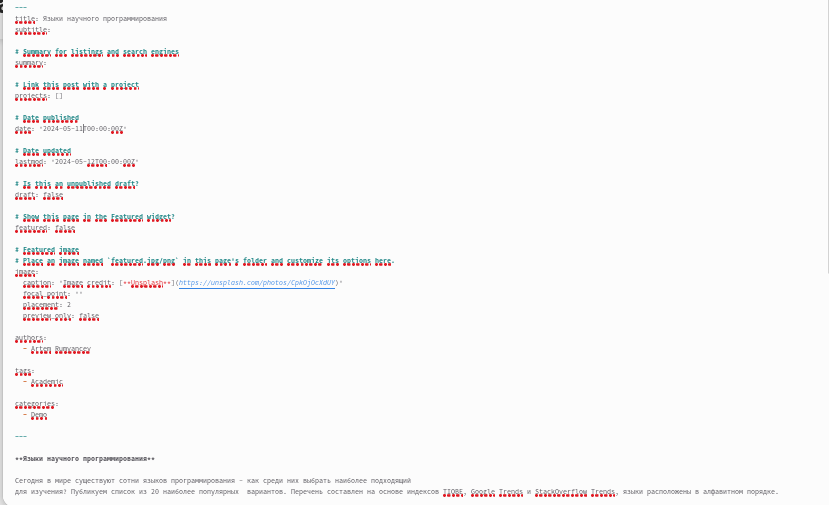 ---
title: Языки научного программирования
subtitle:
# Summary for listings and search engines
summary:
# Link this post with a project
projects: []
# Date published
date: "2024-05-11T00:00:00Z"
# Date updated
lastmod: "2024-05-12T00:00:00Z"
# Is this an unpublished draft?
draft: false
# Show this page in the Featured widget?
featured: false
# Featured image
# Place an image named `featured.jpg/png` in this page's folder and customize its options here.
image:
caption: 'Image credit: [**Unsplash**](https://unsplash.com/photos/CpkOjOcXdUY)'
focal_point: ""
placement: 2
preview_only: false
authors:
- Artem Rumyancev
tags:
- Academic
categories:
- Demo
---
**Языки научного программирования**
Сегодня в мире существуют сотни языков программирования – как среди них выбрать наиболее подходящий
для изучения? Публикуем список из 20 наиболее популярных вариантов. Перечень составлен на основе индексов TIOBE, Google Trends и StackOverflow Trends, языки расположены в алфавитном порядке.